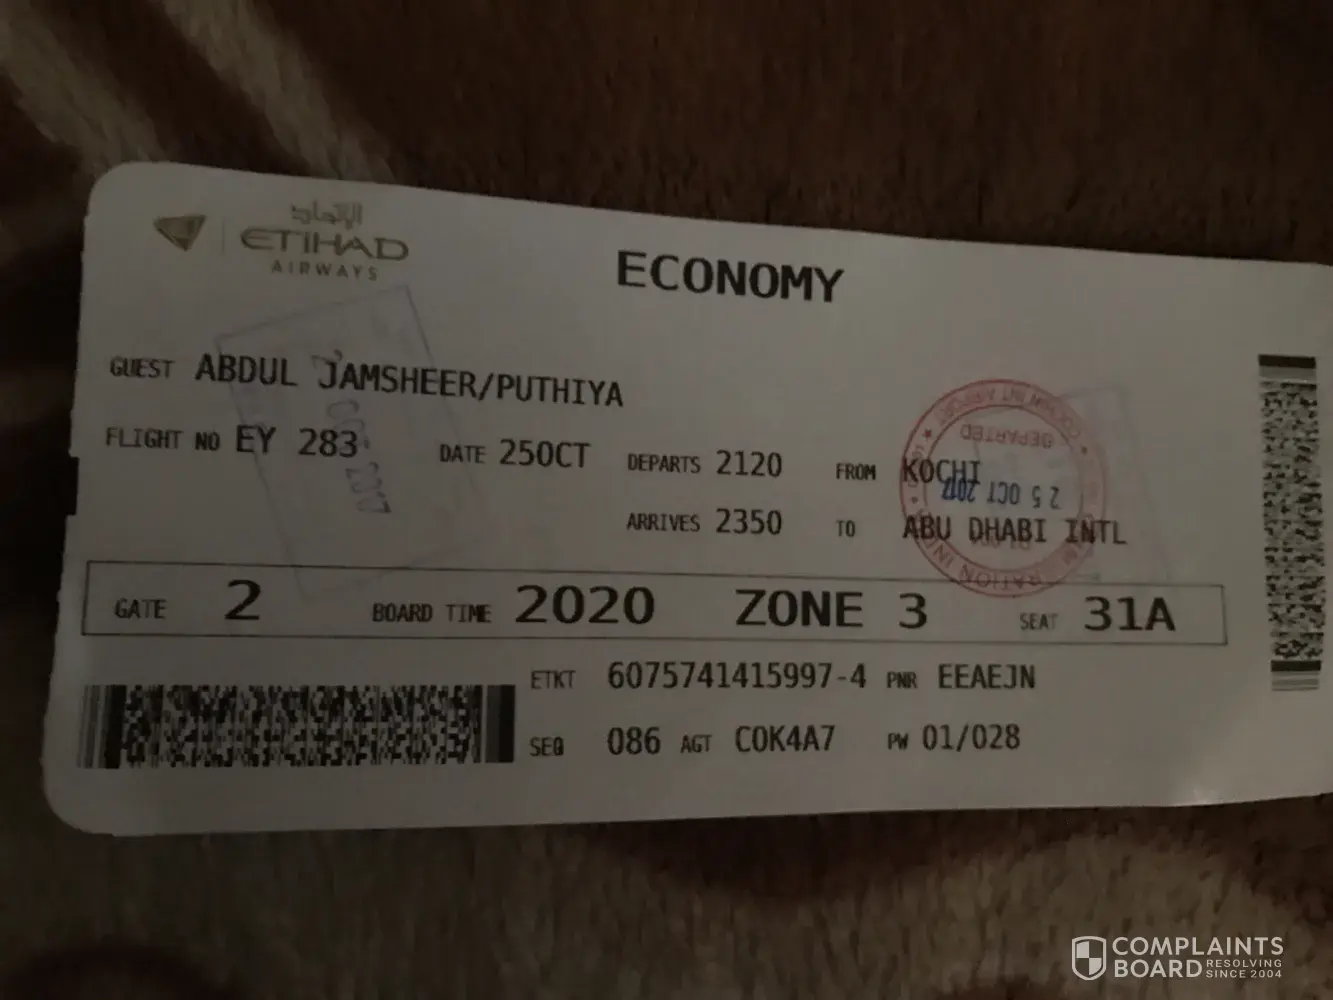 الإتحاد
ETIHAD
AIRWAYS
ECONOMY
GUEST ABDUL JAMSHEER/PUTHIYA
FLIGHT NO EY 283 DATE 25OCT DEPARTS 2120 FROM KOCHI
ARRIVES 2350 TO ABU DHABI INTL
DEPARTED
25 OCT 2017
GATE 2 BOARD TIME 2020 ZONE 3 SEAT 31A
ETKT 6075741415997-4 PNR EEAEJN
SEQ 086 AGT COK4A7 PW 01/028
COMPLAINTS
BOARD RESOLVING
SINCE 2004